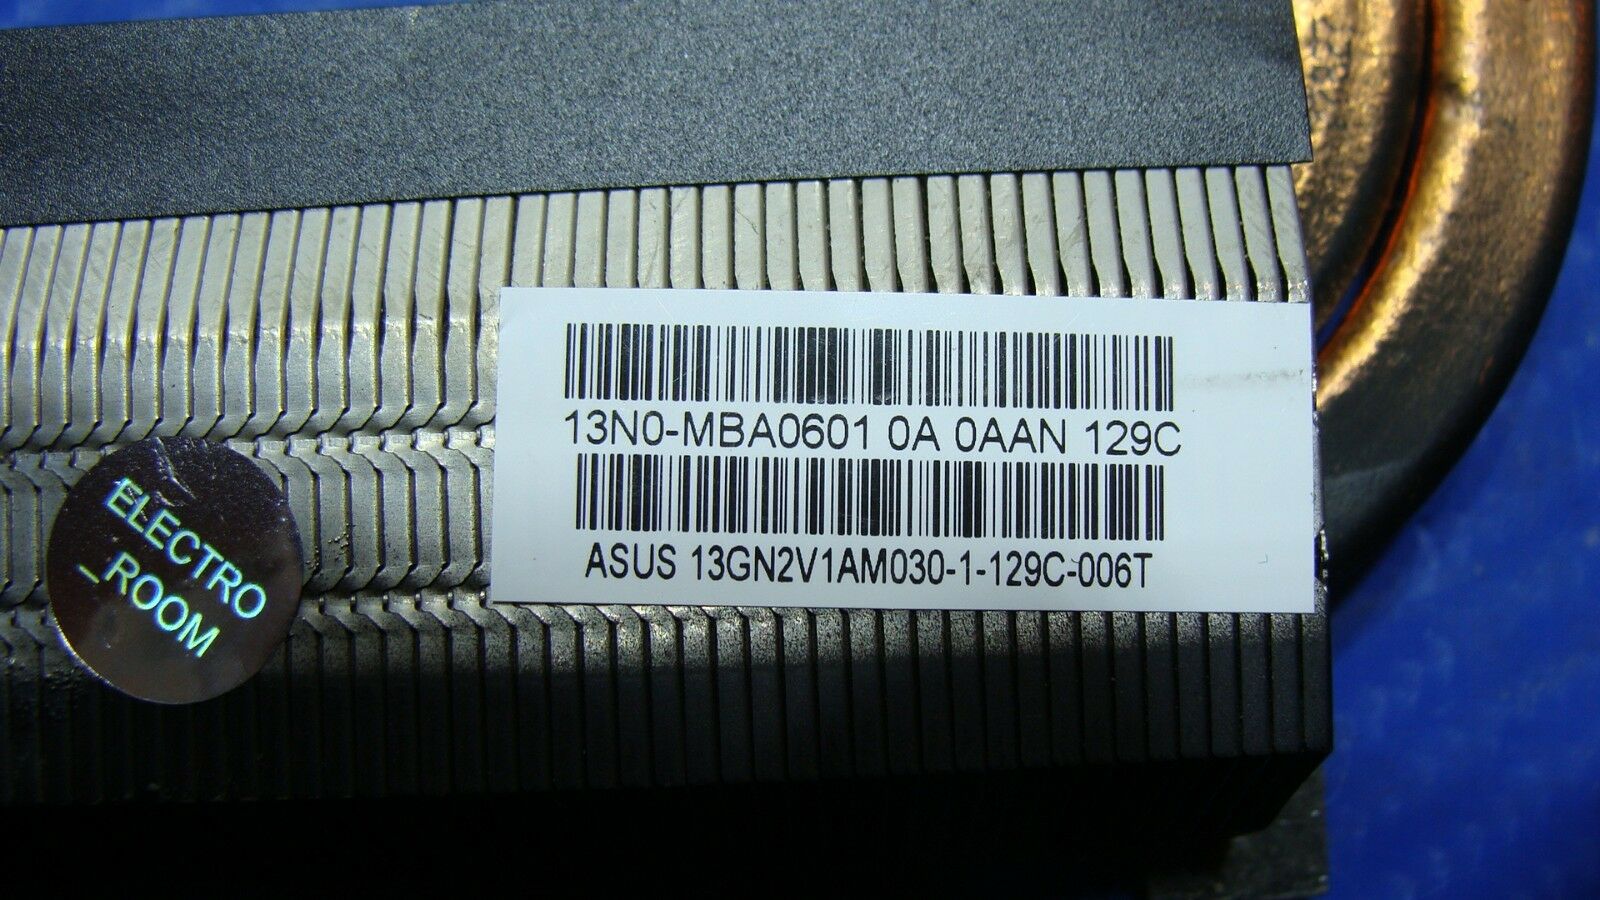 13N0-MBA0601 0A 0AAN 129C
ASUS 13GN2V1AM030-1-129C-006T
ELECTRO
_ROOM